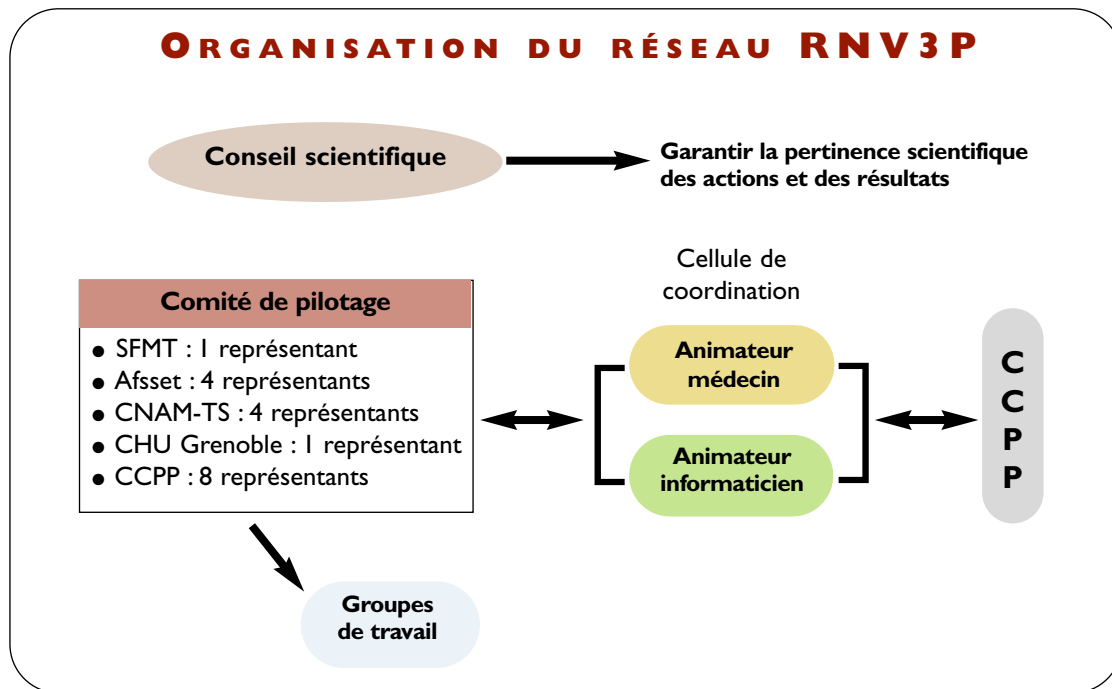 ORGANISATION DU RÉSEAU RNV3P
Conseil scientifique
Garantir la pertinence scientifique
des actions et des résultats
Comité de pilotage
● SFMT : 1 représentant
● Afsset : 4 représentants
● CNAM-TS : 4 représentants
● CHU Grenoble : 1 représentant
● CCPP : 8 représentants
Cellule de
coordination
Animateur
médecin
Animateur
informaticien
C
C
P
P
Groupes
de travail